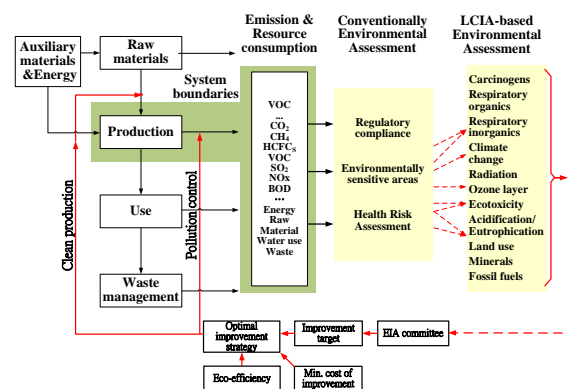 Emission &
Resource
consumption
Conventionally
Environmental
Assessment
LCIA-based
Environmental
Assessment
Auxiliary
materials
&Energy
Raw
materials
System
boundaries
Production
Use
Waste
management
Clean production
Pollution control
VOC
...
CO2
CH4
HCFCS
VOC
SO2
NOx
BOD
...
Energy
Raw
Material
Water use
Waste
Regulatory
compliance
Environmentally
sensitive areas
Health Risk
Assessment
Carcinogens
Respiratory
organics
Respiratory
inorganics
Climate
change
Radiation
Ozone layer
Ecotoxicity
Acidification/
Eutrophication
Land use
Minerals
Fossil fuels
Optimal
improvement
strategy
Improvement
target
EIA committee
Eco-efficiency
Min. cost of
improvement